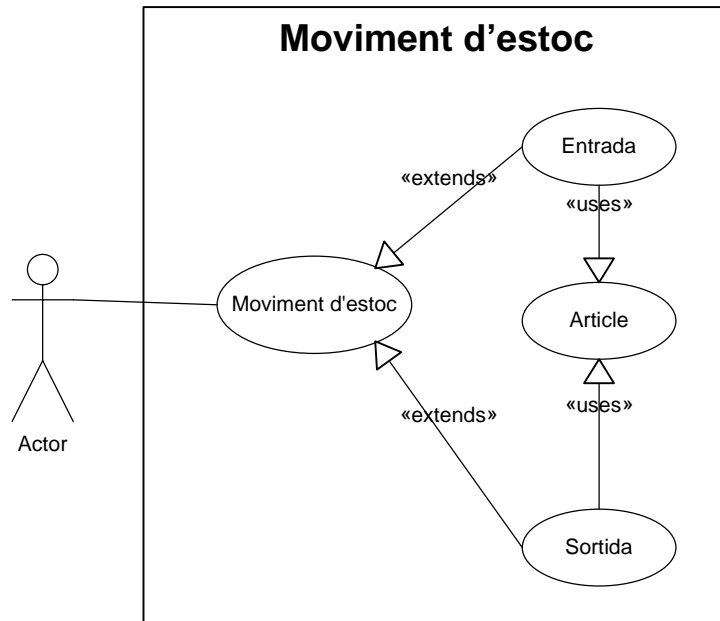 Moviment d’estoc
Entrada
«extends»
«uses»
Moviment d'estoc
Article
«extends»
«uses»
Actor
Sortida